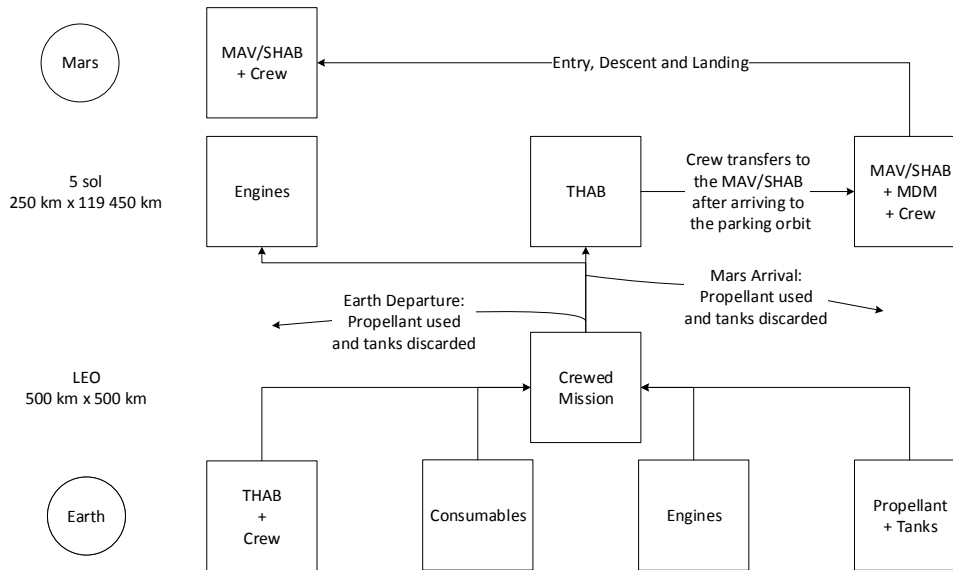 Mars
MAV/SHAB
+ Crew
Entry, Descent and Landing
5 sol
250 km x 119 450 km
Engines
THAB
Crew transfers to
the MAV/SHAB
after arriving to
the parking orbit
MAV/SHAB
+ MDM
+ Crew
Earth Departure:
Propellant used
and tanks discarded
Mars Arrival:
Propellant used
and tanks discarded
LEO
500 km x 500 km
Crewed
Mission
Earth
THAB
+
Crew
Consumables
Engines
Propellant
+ Tanks